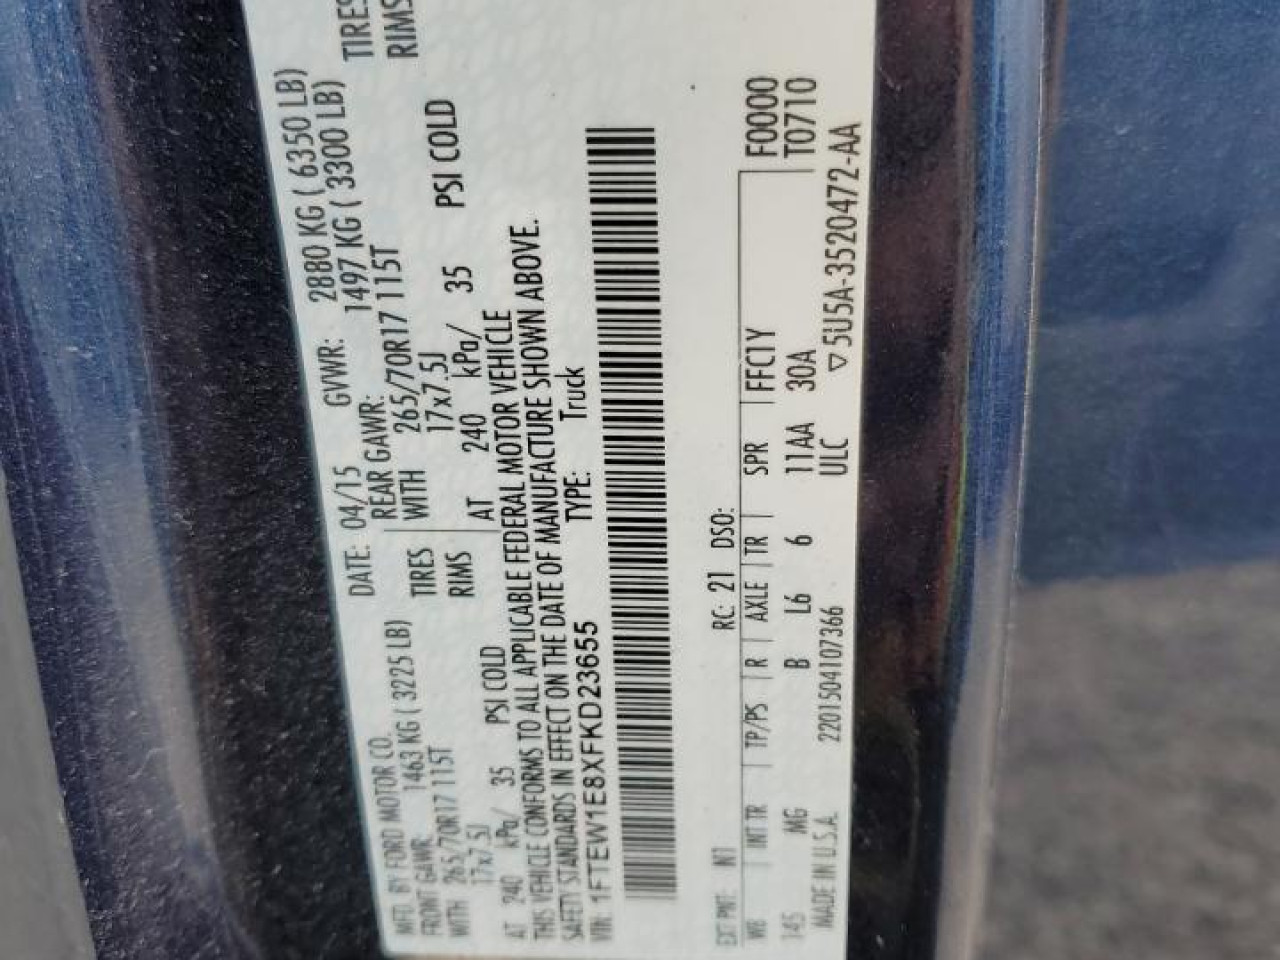 MFD. BY FORD MOTOR CO.
DATE: 04/15 GVWR: 2880 KG ( 6350 LB)
FRONT GAWR: 1463 KG ( 3225 LB) REAR GAWR: 1497 KG ( 3300 LB)
WITH 265/70R17 115T TIRES WITH 265/70R17 115T TIRES
17x7.5J RIMS 17x7.5J RIMS
AT 240 kPa/ 35 PSI COLD AT 240 kPa/ 35 PSI COLD
THIS VEHICLE CONFORMS TO ALL APPLICABLE FEDERAL MOTOR VEHICLE
SAFETY STANDARDS IN EFFECT ON THE DATE OF MANUFACTURE SHOWN ABOVE.
VIN: 1FTEW1E8XFKD23655 TYPE: Truck
EXT PNT: N1 RC: 21 DSO:
WB INT TR TP/PS R AXLE TR SPR FFCTY F0000
145 MG B L6 6 11AA 30A T0710
MADE IN U.S.A. 2201504107366 ULC ▽5U5A-3520472-AA